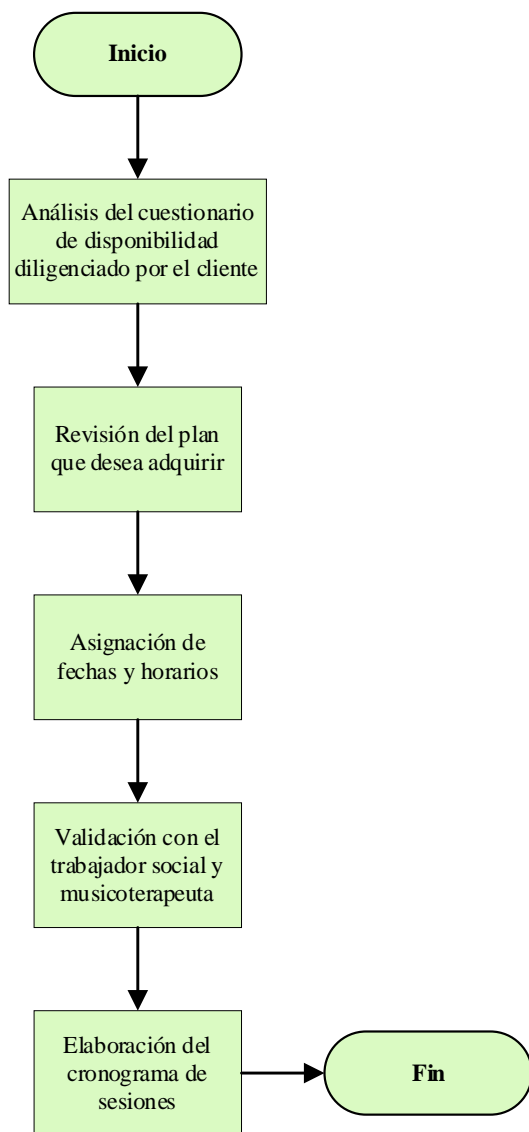 Inicio
Análisis del cuestionario
de disponibilidad
diligenciado por el cliente
Revisión del plan
que desea adquirir
Asignación de
fechas y horarios
Validación con el
trabajador social y
musicoterapeuta
Elaboración del
cronograma de
sesiones
Fin